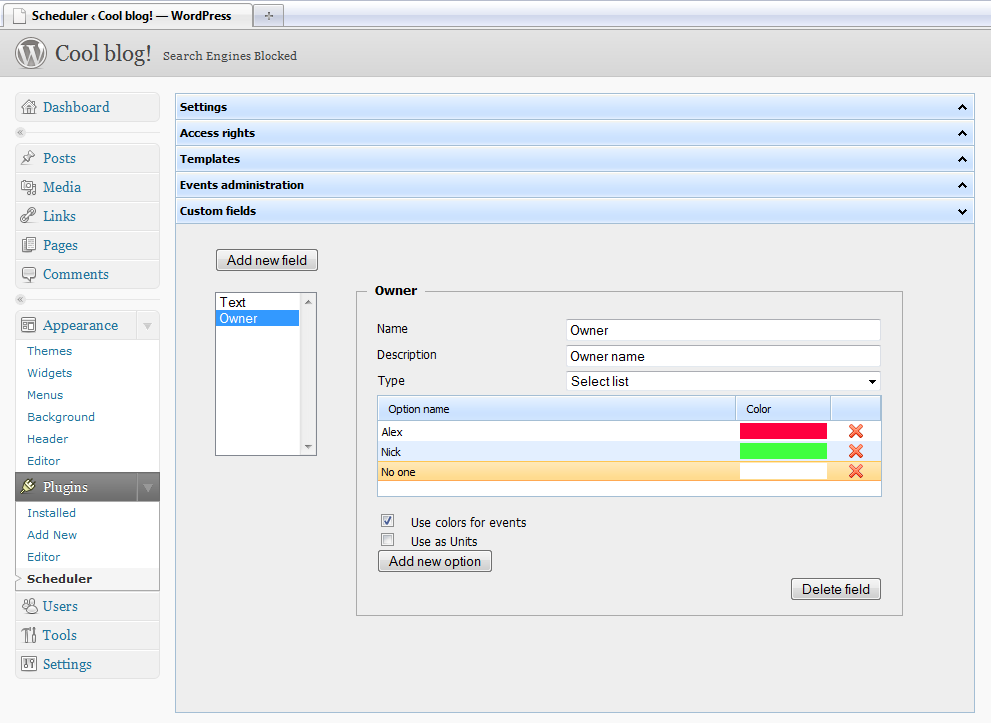 Scheduler ‹ Cool blog! — WordPress
Cool blog! Search Engines Blocked
Dashboard
Posts
Media
Links
Pages
Comments
Appearance
Themes
Widgets
Menus
Background
Header
Editor
Plugins
Installed
Add New
Editor
Scheduler
Users
Tools
Settings
Settings
Access rights
Templates
Events administration
Custom fields
Add new field
Text
Owner
Owner
Name Owner
Description Owner name
Type Select list
Option name Color
Alex
Nick
No one
Use colors for events
Use as Units
Add new option
Delete field